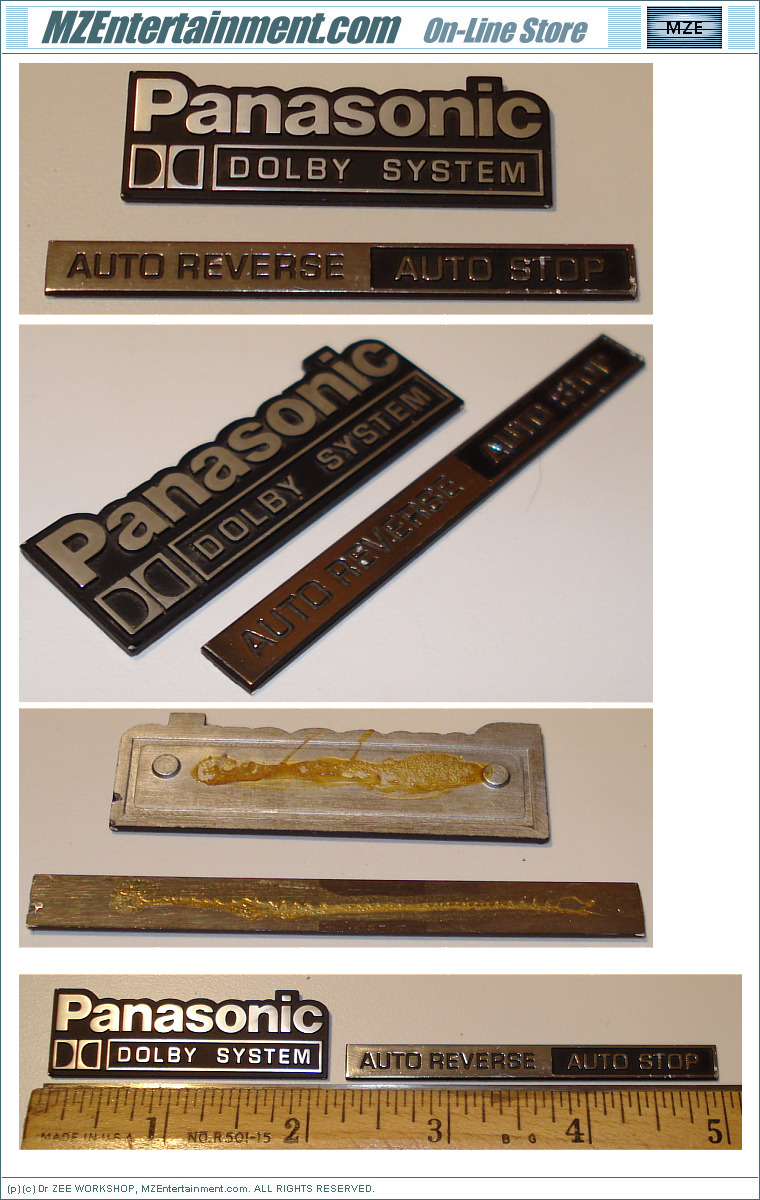 MZEntertainment.com On-Line Store MZE
Panasonic
DOLBY SYSTEM
AUTO REVERSE AUTO STOP
Panasonic
DOLBY SYSTEM
AUTO REVERSE AUTO STOP
Panasonic
DOLBY SYSTEM
AUTO REVERSE AUTO STOP
1 2 3 4 5
MADE IN U.S.A. NO.R501-15 B G
(p)(c) Dr ZEE WORKSHOP, MZEntertainment.com. ALL RIGHTS RESERVED.